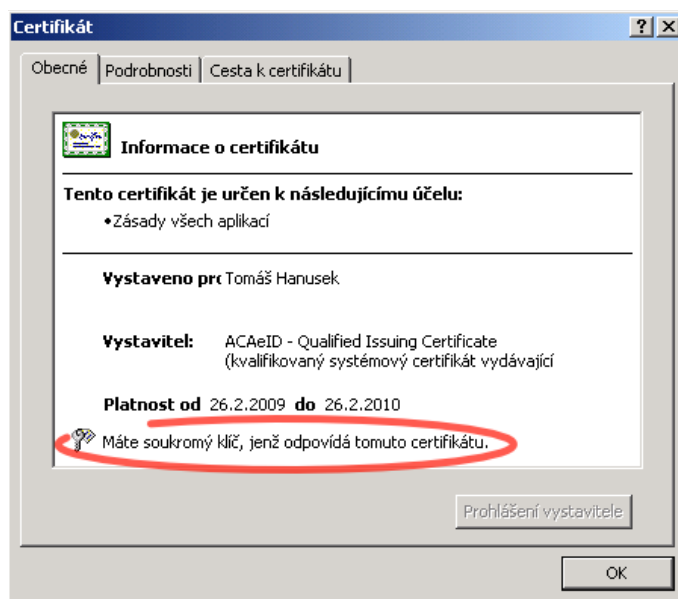 Certifikát
Obecné Podrobnosti Cesta k certifikátu
Informace o certifikátu
Tento certifikát je určen k následujícímu účelu:
•Zásady všech aplikací
Vystaveno pro Tomáš Hanusek
Vystavitel: ACAeID - Qualified Issuing Certificate
(kvalifikovaný systémový certifikát vydávající
Platnost od 26.2.2009 do 26.2.2010
Máte soukromý klíč, jenž odpovídá tomuto certifikátu.
Prohlášení vystavitele
OK